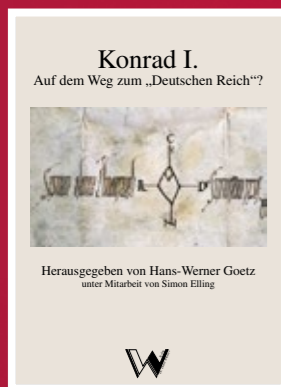 Konrad I.
Auf dem Weg zum „Deutschen Reich“?
Herausgegeben von Hans-Werner Goetz
unter Mitarbeit von Simon Elling